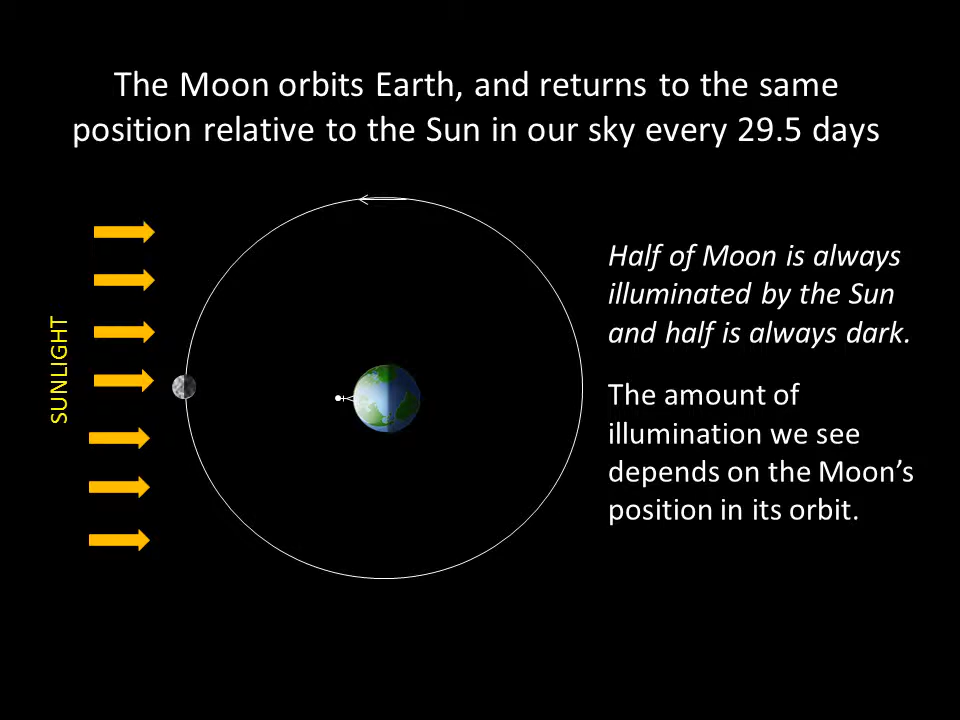 The Moon orbits Earth, and returns to the same
position relative to the Sun in our sky every 29.5 days
SUNLIGHT
Half of Moon is always
illuminated by the Sun
and half is always dark.
The amount of
illumination we see
depends on the Moon’s
position in its orbit.